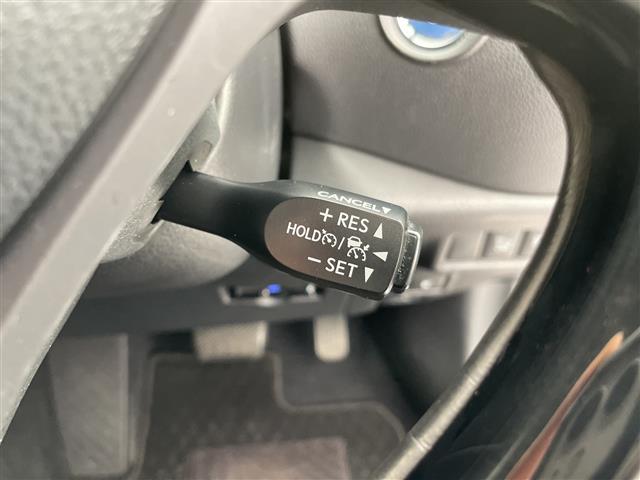 CANCEL▼
+ RES▲
HOLD / ◀
− SET▼